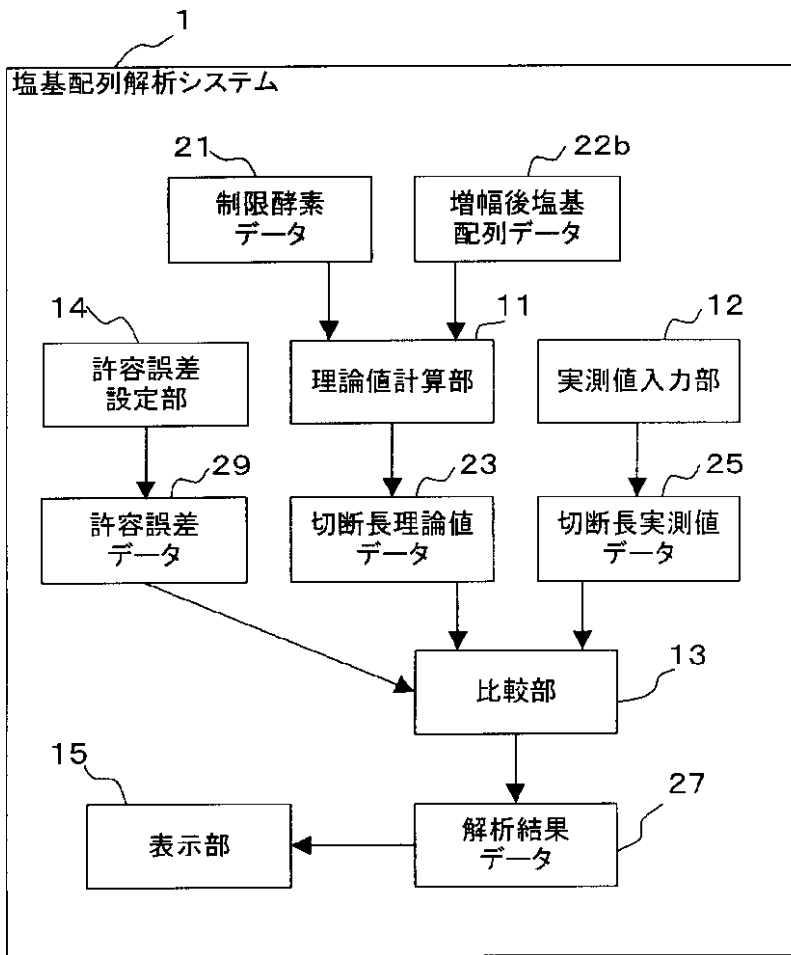 1
塩基配列解析システム
21
22b
制限酵素
データ
増幅後塩基
配列データ
14
11
12
許容誤差
設定部
理論値計算部
実測値入力部
29
23
25
許容誤差
データ
切断長理論値
データ
切断長実測値
データ
比較部
13
15
27
表示部
解析結果
データ